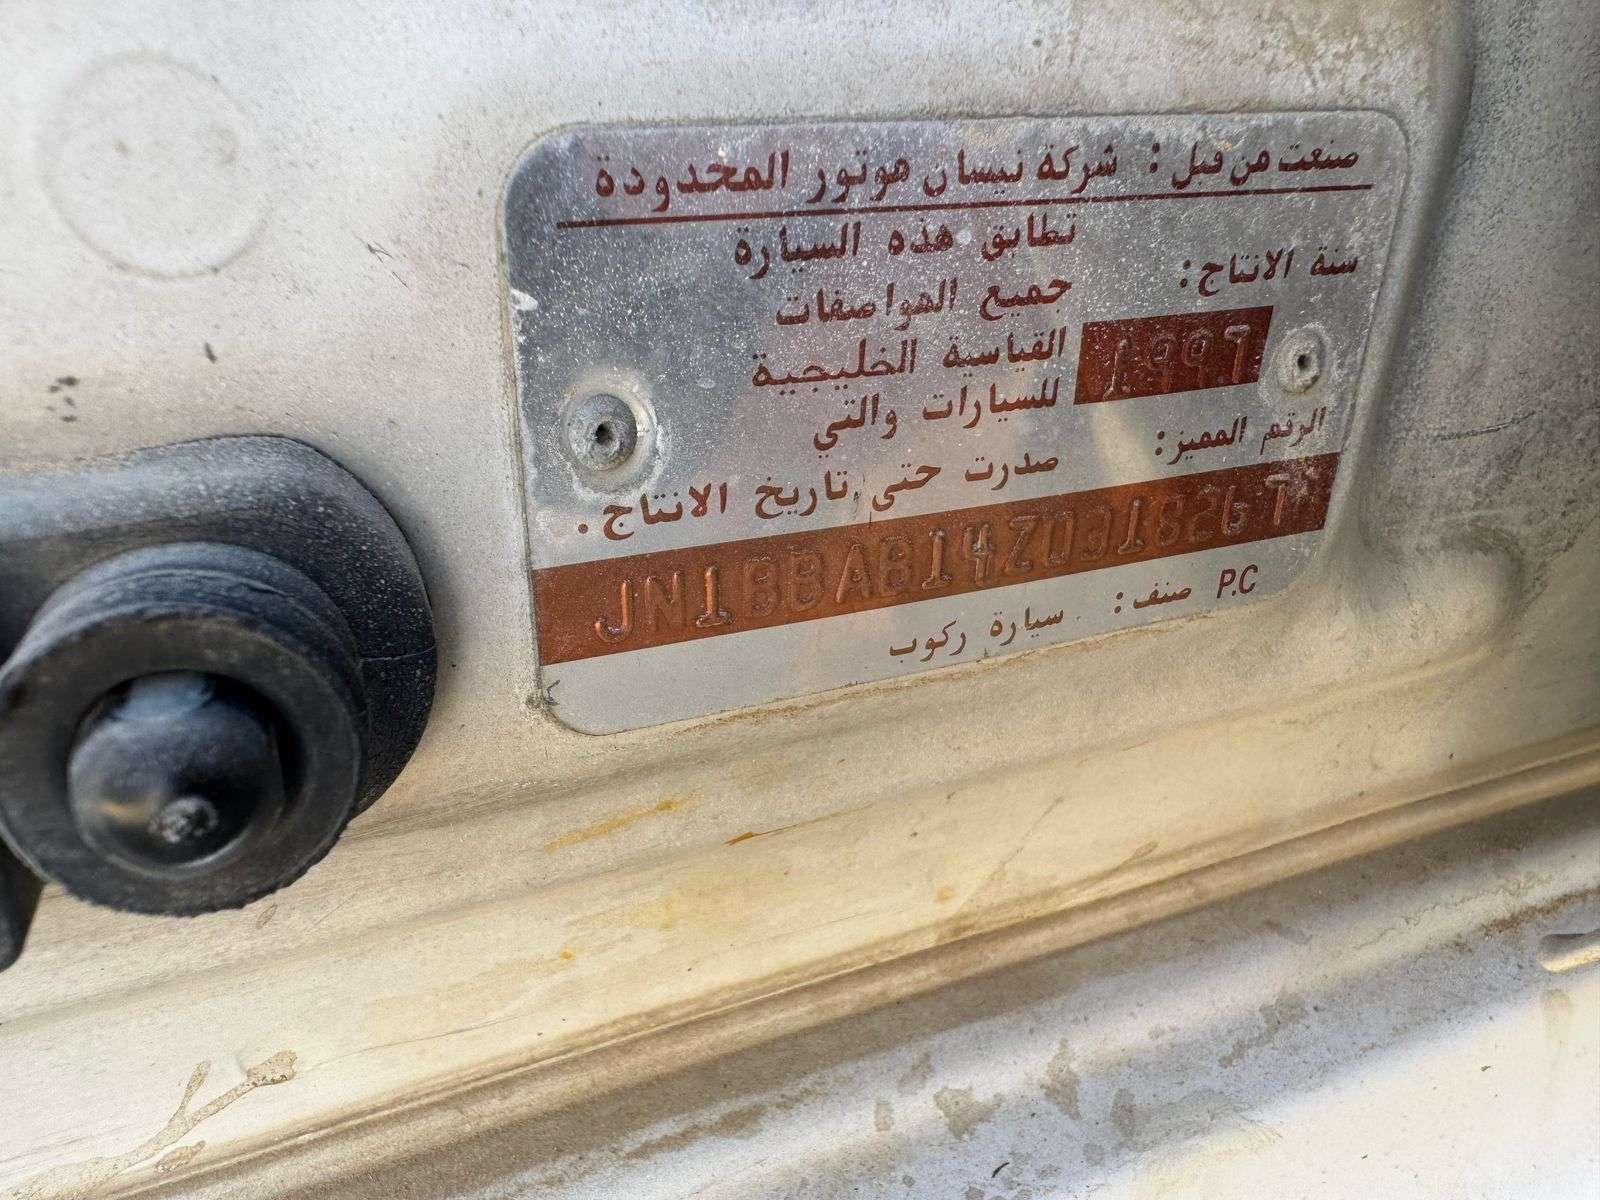 صنعت من قبل : شركة نيسان موتور المحدودة
سنة الانتاج:
1997
تطابق هذه السيارة
جميع المواصفات
القياسية الخليجية
للسيارات والتي
صدرت حتى تاريخ الانتاج.
الرقم المميز:
P.C صنف: سيارة ركوب